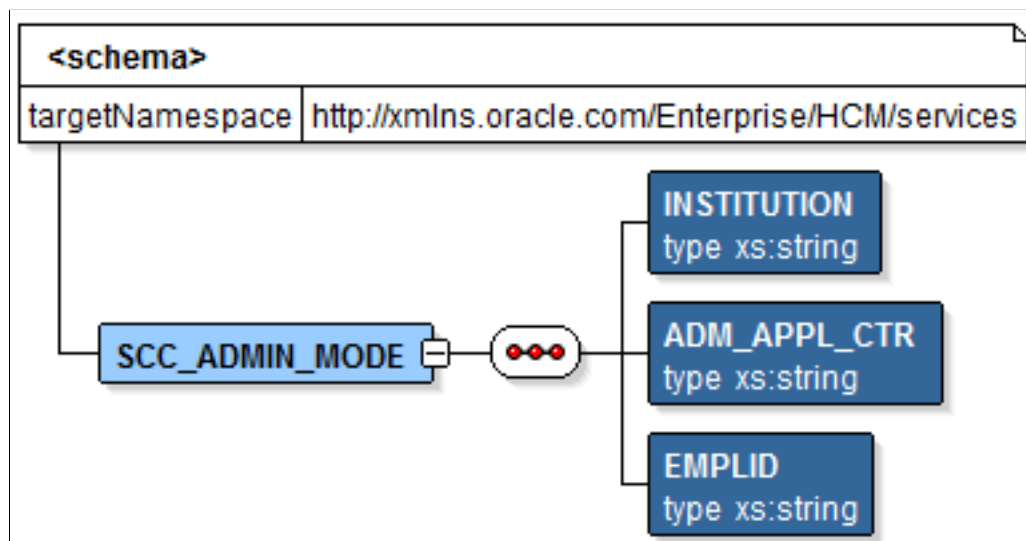 <schema>
targetNamespace http://xmlns.oracle.com/Enterprise/HCM/services
INSTITUTION
type xs:string
SCC_ADMIN_MODE
ADM_APPL_CTR
type xs:string
EMPLID
type xs:string